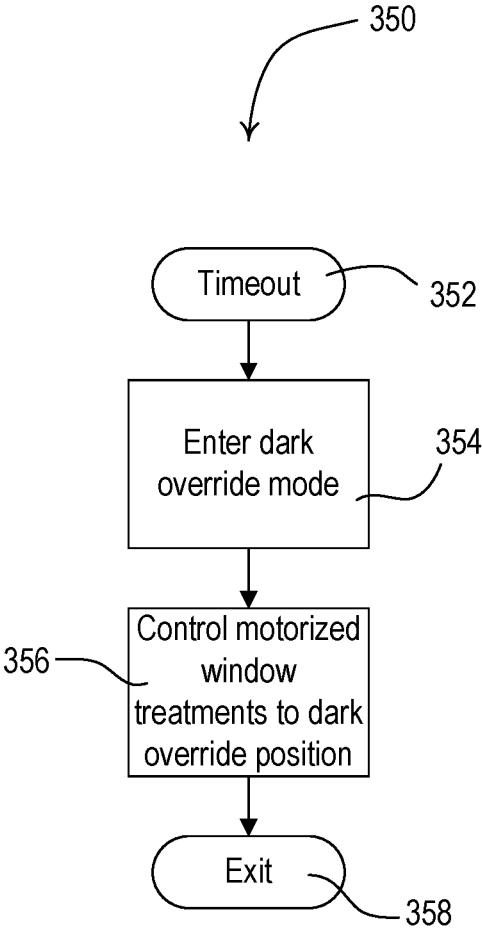 350
Timeout
352
Enter dark
override mode
354
Control motorized
window
treatments to dark
override position
356
Exit
358